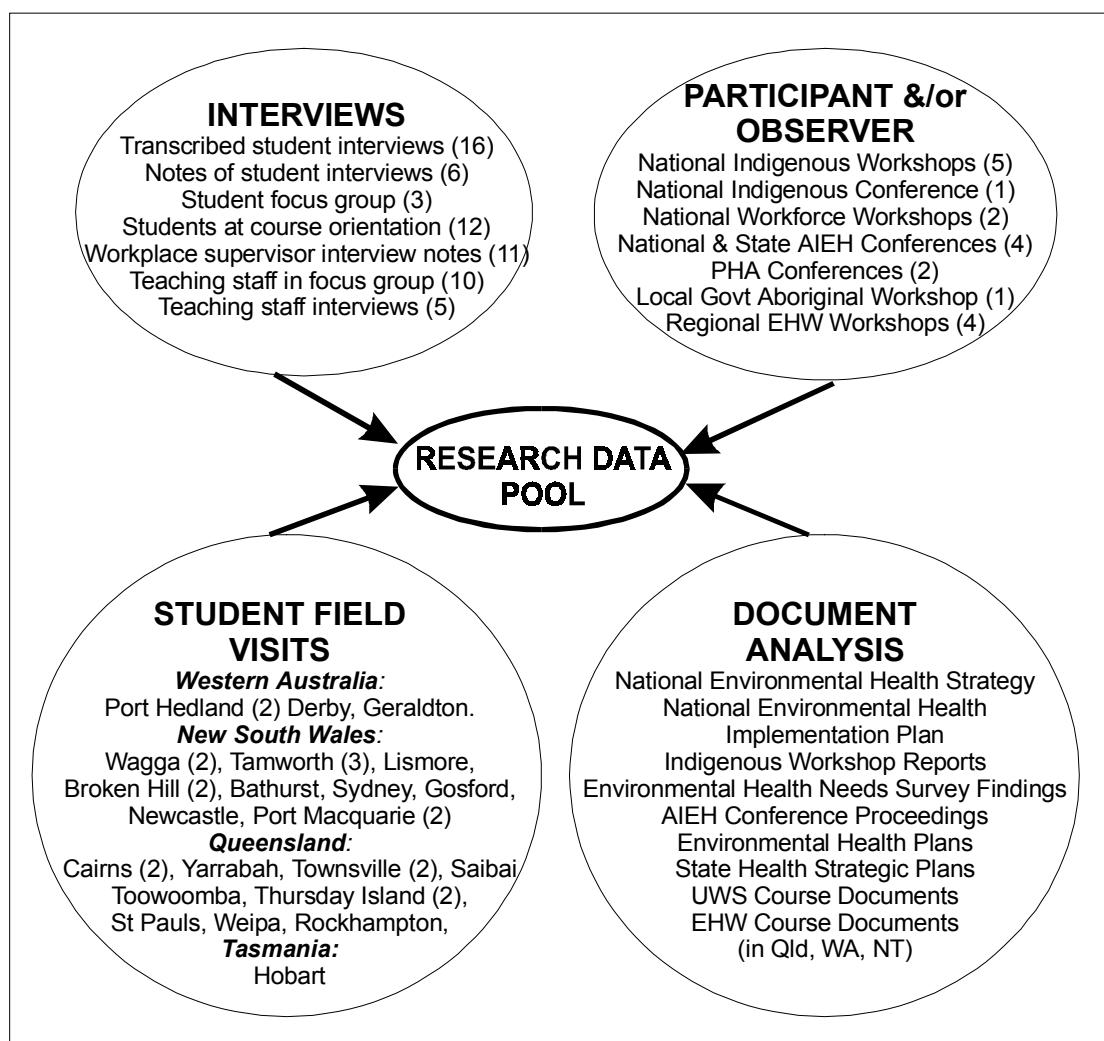 INTERVIEWS
Transcribed student interviews (16)
Notes of student interviews (6)
Student focus group (3)
Students at course orientation (12)
Workplace supervisor interview notes (11)
Teaching staff in focus group (10)
Teaching staff interviews (5)
PARTICIPANT &/or
OBSERVER
National Indigenous Workshops (5)
National Indigenous Conference (1)
National Workforce Workshops (2)
National & State AIEH Conferences (4)
PHA Conferences (2)
Local Govt Aboriginal Workshop (1)
Regional EHW Workshops (4)
RESEARCH DATA
POOL
STUDENT FIELD
VISITS
Western Australia:
Port Hedland (2) Derby, Geraldton.
New South Wales:
Wagga (2), Tamworth (3), Lismore,
Broken Hill (2), Bathurst, Sydney, Gosford,
Newcastle, Port Macquarie (2)
Queensland:
Cairns (2), Yarrabah, Townsville (2), Saibai
Toowoomba, Thursday Island (2),
St Pauls, Weipa, Rockhampton,
Tasmania:
Hobart
DOCUMENT
ANALYSIS
National Environmental Health Strategy
National Environmental Health
Implementation Plan
Indigenous Workshop Reports
Environmental Health Needs Survey Findings
AIEH Conference Proceedings
Environmental Health Plans
State Health Strategic Plans
UWS Course Documents
EHW Course Documents
(in Qld, WA, NT)